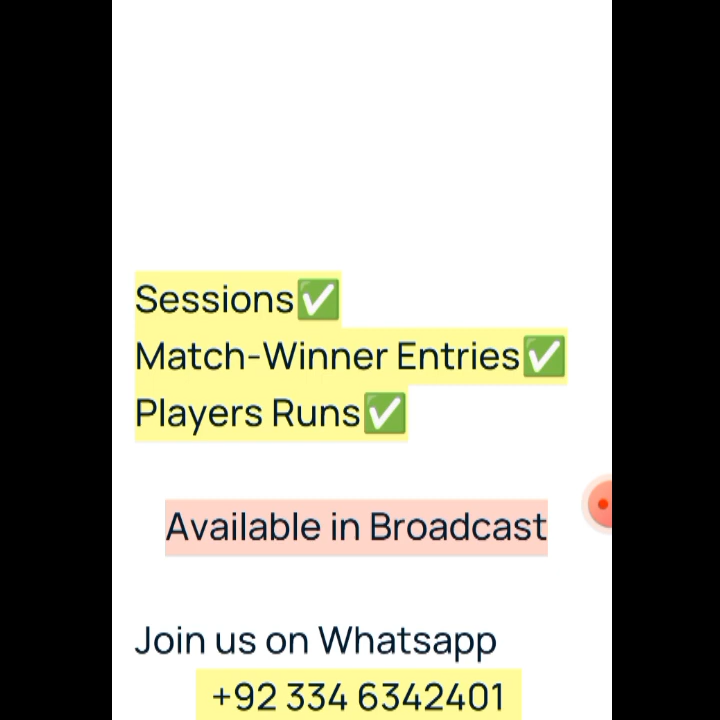 Sessions✅
Match-Winner Entries✅
Players Runs✅
Available in Broadcast
Join us on Whatsapp
+92 334 6342401